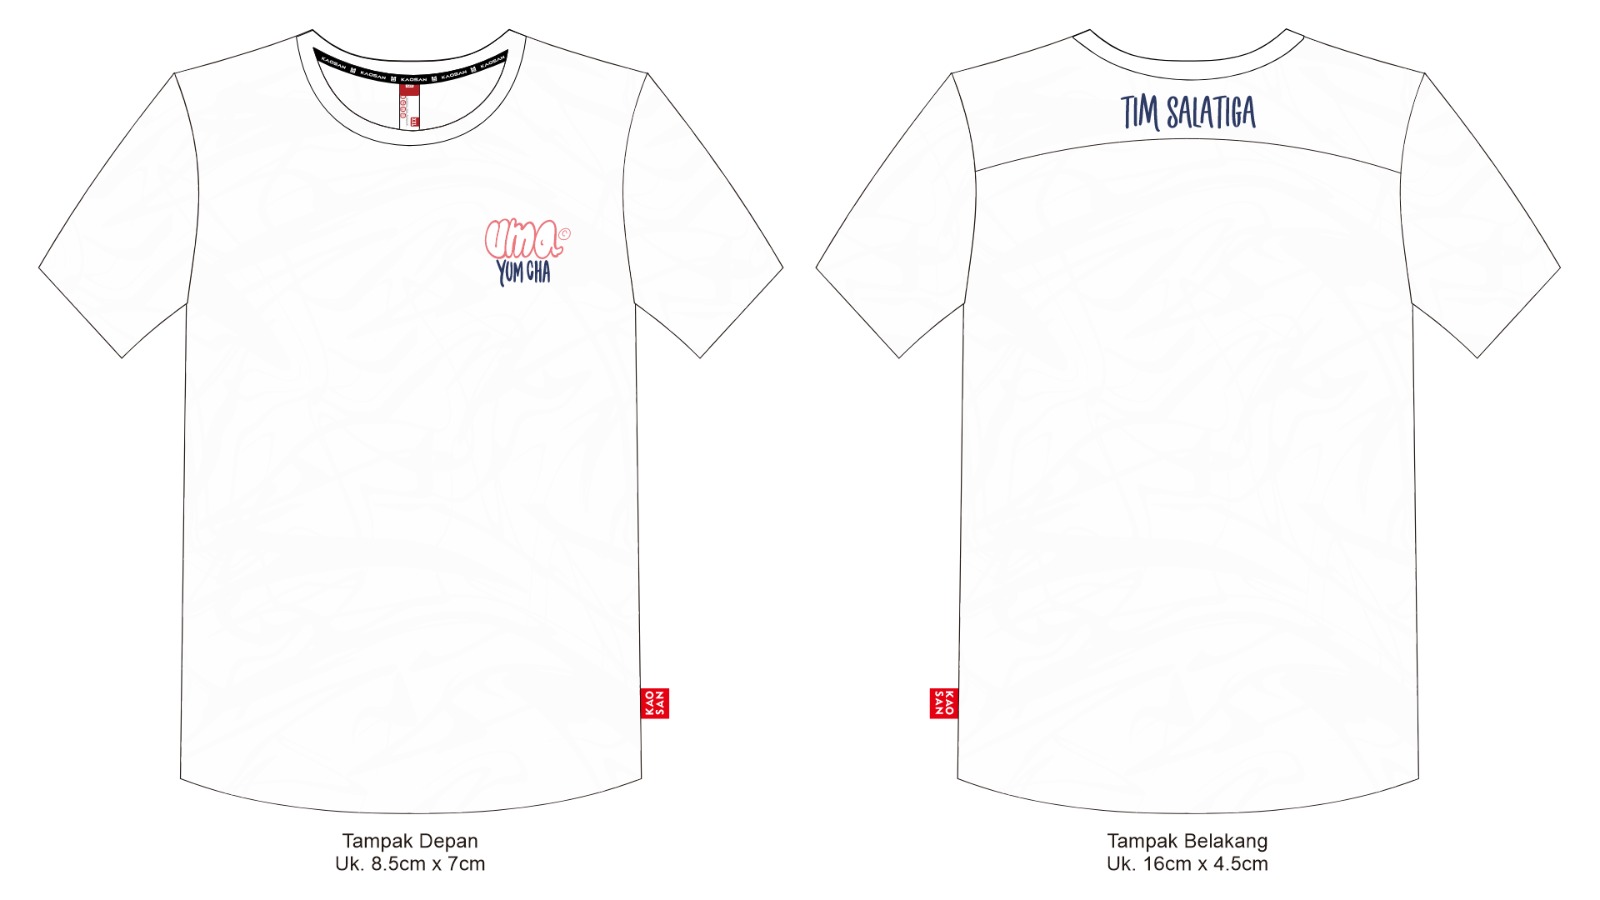 KAOSAN KAOSAN KAOSAN KAOSAN KAOSAN
TIM SALATIGA
uma©
YUM CHA
KAO
SAN
KAO
SAN
Tampak Depan
Uk. 8.5cm x 7cm
Tampak Belakang
Uk. 16cm x 4.5cm